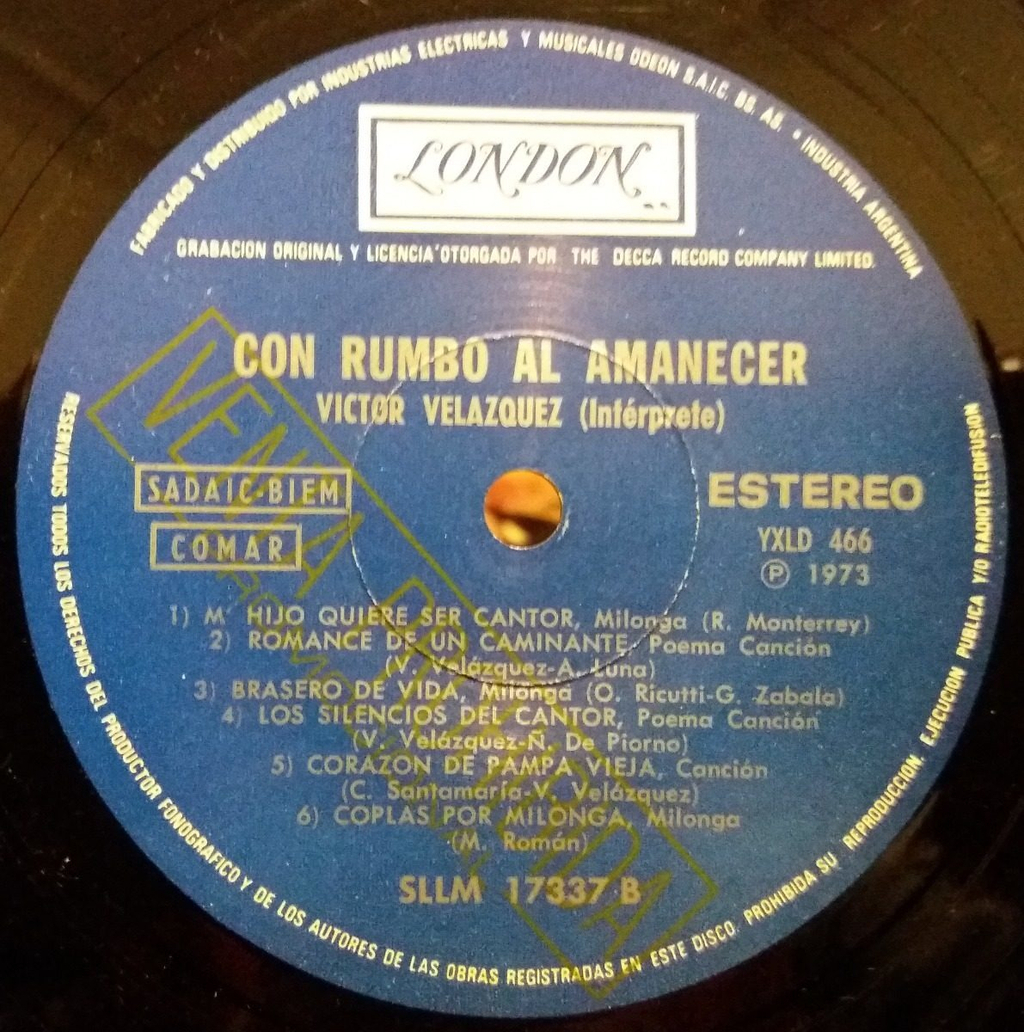 FABRICADO Y DISTRIBUIDO POR INDUSTRIAS ELECTRICAS Y MUSICALES ODEON S.A.I.C. BS. AS. • INDUSTRIA ARGENTINA
LONDON
GRABACION ORIGINAL Y LICENCIA OTORGADA POR THE DECCA RECORD COMPANY LIMITED.
CON RUMBO AL AMANECER
VICTOR VELAZQUEZ (Intérprete)
SADAIC-BIEM
COMAR
ESTEREO
YXLD 466
Ⓟ 1973
VENTA PROHIBIDA
1) M' HIJO QUIERE SER CANTOR, Milonga (R. Monterrey)
2) ROMANCE DE UN CAMINANTE, Poema Canción
(V. Velázquez-A. Luna)
3) BRASERO DE VIDA, Milonga (O. Ricutti-G. Zabala)
4) LOS SILENCIOS DEL CANTOR, Poema Canción
(V. Velázquez-Ñ. De Piorno)
5) CORAZON DE PAMPA VIEJA, Canción
(C. Santamaría-V. Velázquez)
6) COPLAS POR MILONGA, Milonga
(M. Román)
SLLM 17337 B
RESERVADOS TODOS LOS DERECHOS DEL PRODUCTOR FONOGRAFICO Y DE LOS AUTORES DE LAS OBRAS REGISTRADAS EN ESTE DISCO. PROHIBIDA SU REPRODUCCION, EJECUCION PUBLICA Y/O RADIOTELEDIFUSION